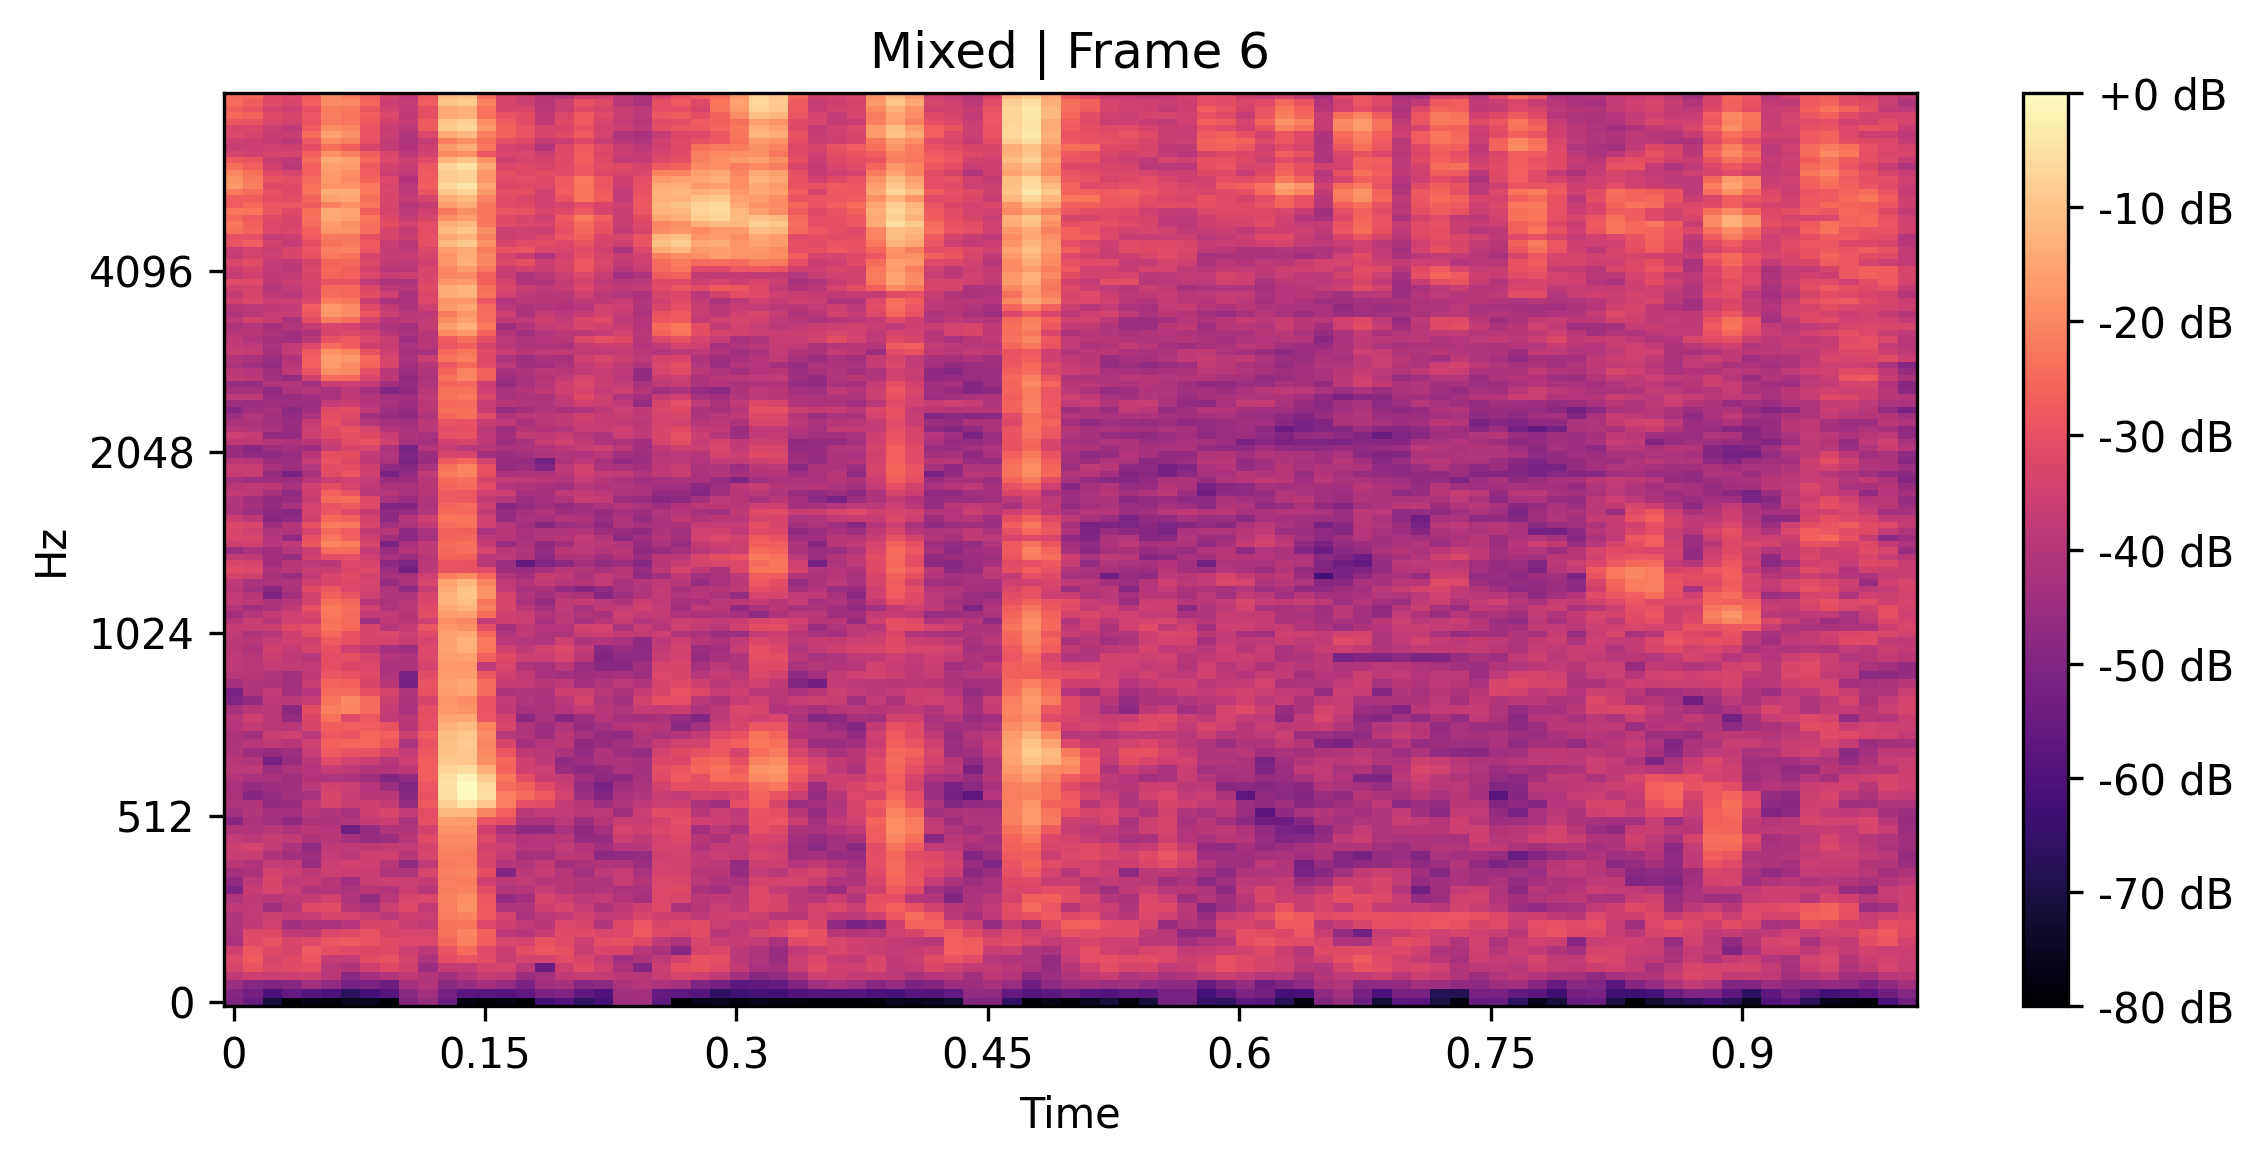 Mixed | Frame 6
Hz
4096
2048
1024
512
0
0 0.15 0.3 0.45 0.6 0.75 0.9
Time
+0 dB
-10 dB
-20 dB
-30 dB
-40 dB
-50 dB
-60 dB
-70 dB
-80 dB